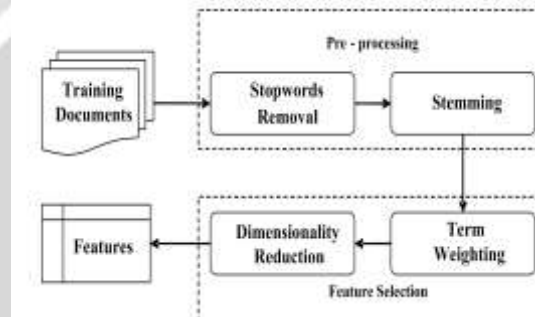 Pre - processing
Training
Documents
Stopwords
Removal
Stemming
Features
Dimensionality
Reduction
Term
Weighting
Feature Selection